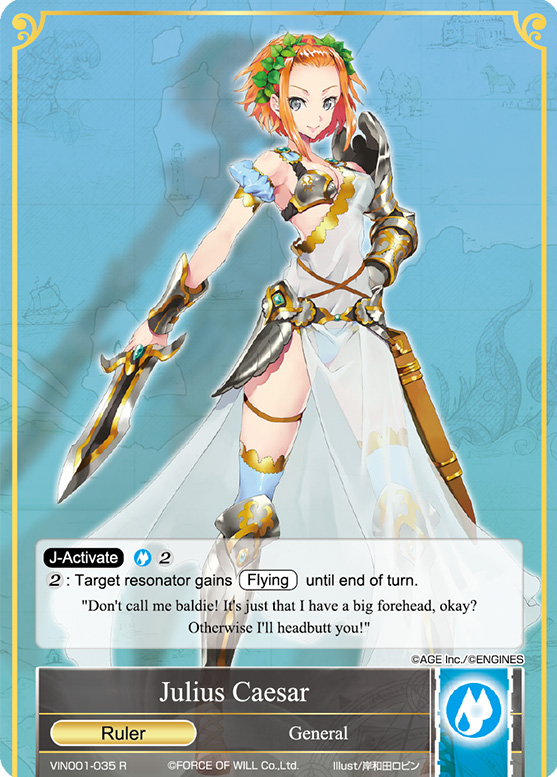 J-Activate 2
2 : Target resonator gains Flying until end of turn.
"Don't call me baldie! It's just that I have a big forehead, okay?
Otherwise I'll headbutt you!"
©AGE Inc./©ENGINES
Julius Caesar
Ruler General
VIN001-035 R ©FORCE OF WILL Co.,Ltd. Illust/岸和田ロビン